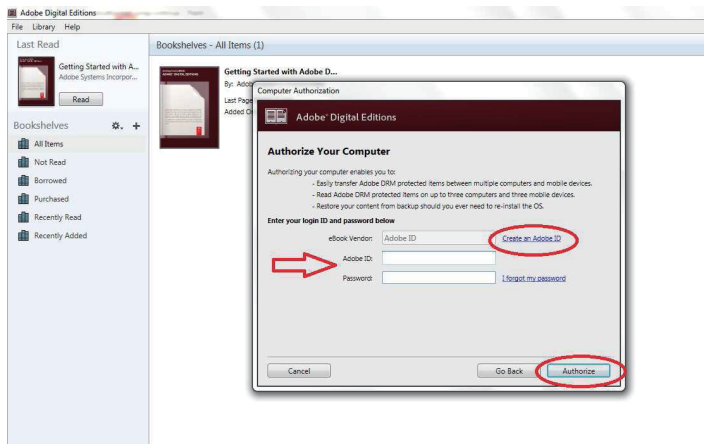 Adobe Digital Editions
File Library Help
Last Read
Getting Started with A...
Adobe Systems Incorpor...
Read
Bookshelves
All Items
Not Read
Borrowed
Purchased
Recently Read
Recently Added
Bookshelves - All Items (1)
Getting Started with Adobe D...
By: Adob
Last Page
Added O
Computer Authorization
Adobe® Digital Editions
Authorize Your Computer
Authorizing your computer enables you to:
- Easily transfer Adobe DRM protected items between multiple computers and mobile devices.
- Read Adobe DRM protected items on up to three computers and three mobile devices.
- Restore your content from backup should you ever need to re-install the OS.
Enter your login ID and password below
eBook Vendor: Adobe ID Create an Adobe ID
Adobe ID:
Password: I forgot my password
Cancel Go Back Authorize